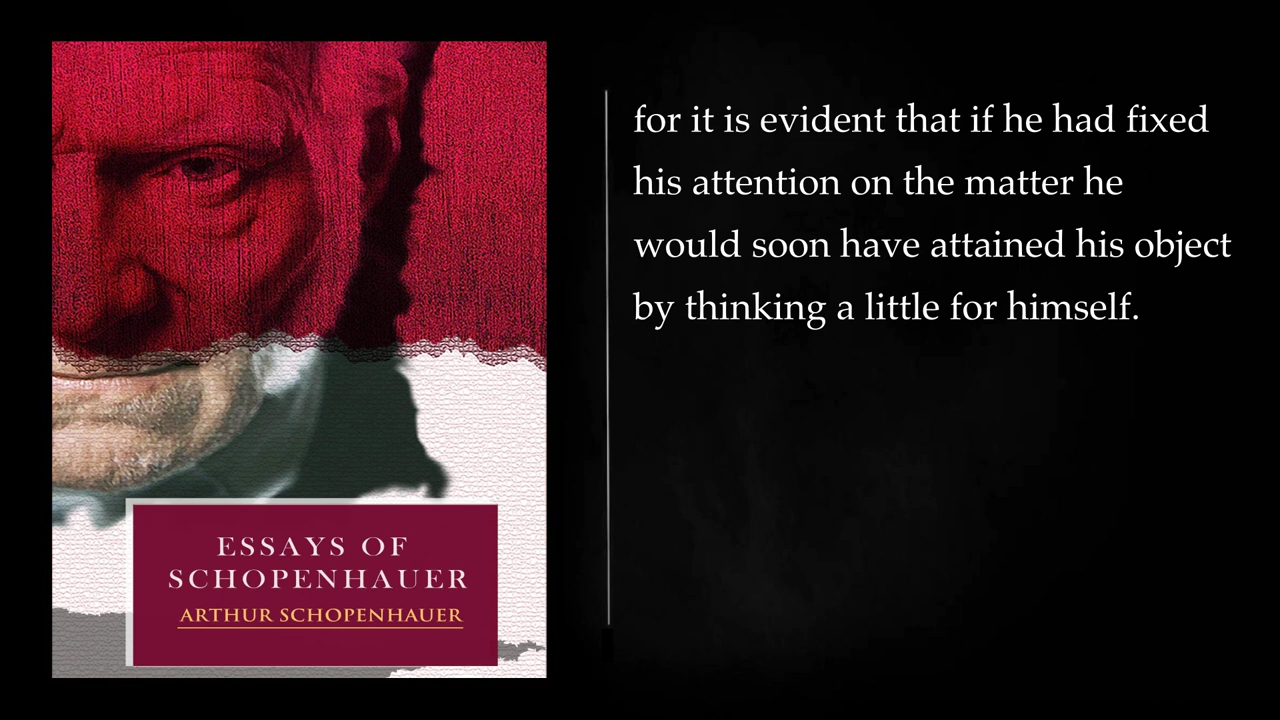 ESSAYS OF
SCHOPENHAUER
ARTHUR SCHOPENHAUER
for it is evident that if he had fixed
his attention on the matter he
would soon have attained his object
by thinking a little for himself.